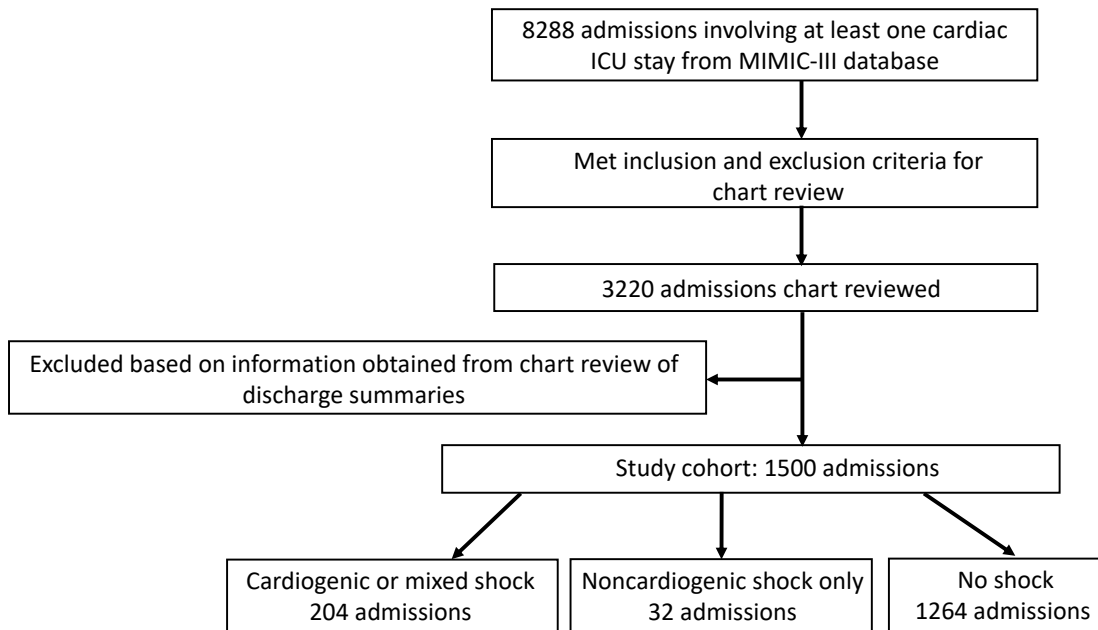 8288 admissions involving at least one cardiac
ICU stay from MIMIC-III database
Met inclusion and exclusion criteria for
chart review
3220 admissions chart reviewed
Excluded based on information obtained from chart review of
discharge summaries
Study cohort: 1500 admissions
Cardiogenic or mixed shock
204 admissions
Noncardiogenic shock only
32 admissions
No shock
1264 admissions